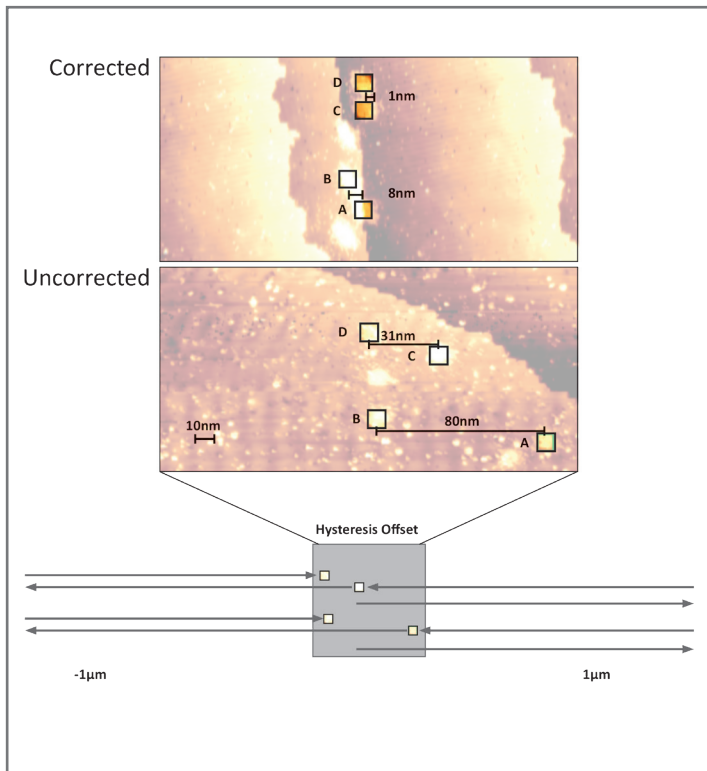 Corrected
D
1nm
C
B
8nm
A
Uncorrected
D
31nm
C
B
80nm
10nm
A
Hysteresis Offset
-1μm
1μm